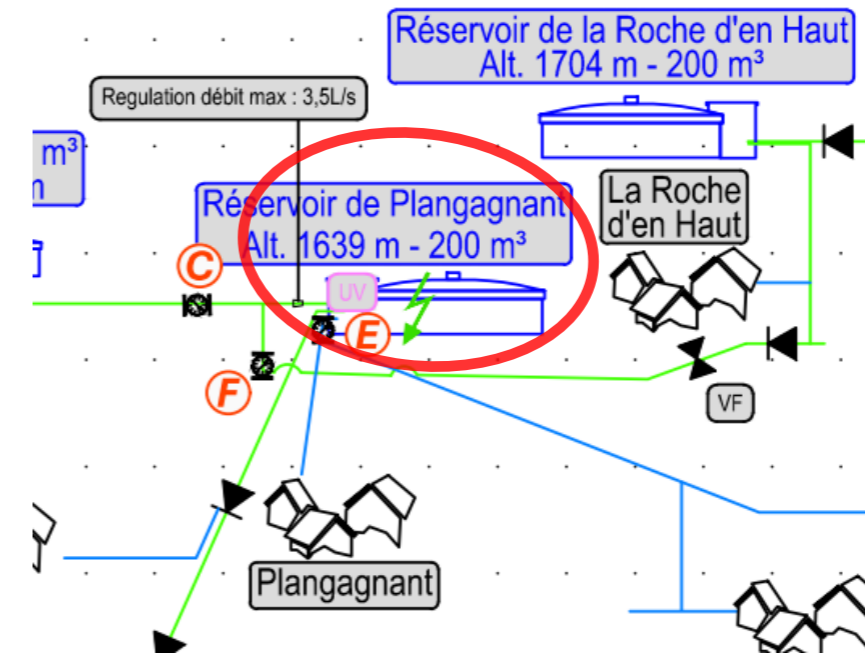 Réservoir de la Roche d'en Haut
Alt. 1704 m - 200 m³
Regulation débit max : 3,5L/s
m³
Réservoir de Plangagnant
Alt. 1639 m - 200 m³
La Roche
d'en Haut
C
UV
E
F
VF
Plangagnant